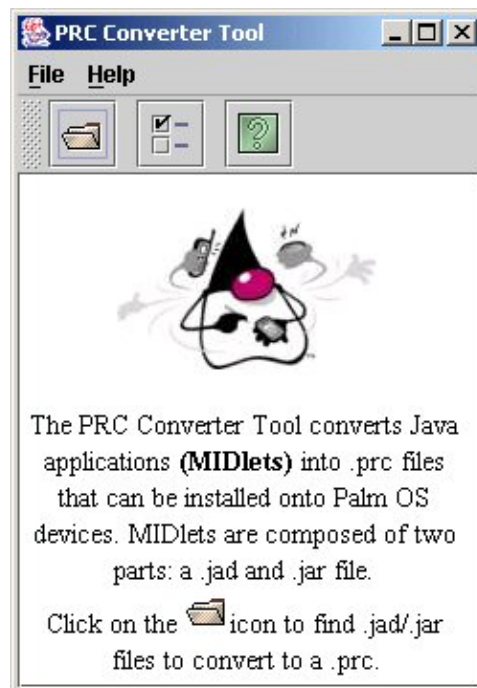 PRC Converter Tool
File Help
The PRC Converter Tool converts Java
applications (MIDlets) into .prc files
that can be installed onto Palm OS
devices. MIDlets are composed of two
parts: a .jad and .jar file.
Click on the icon to find .jad/.jar
files to convert to a .prc.